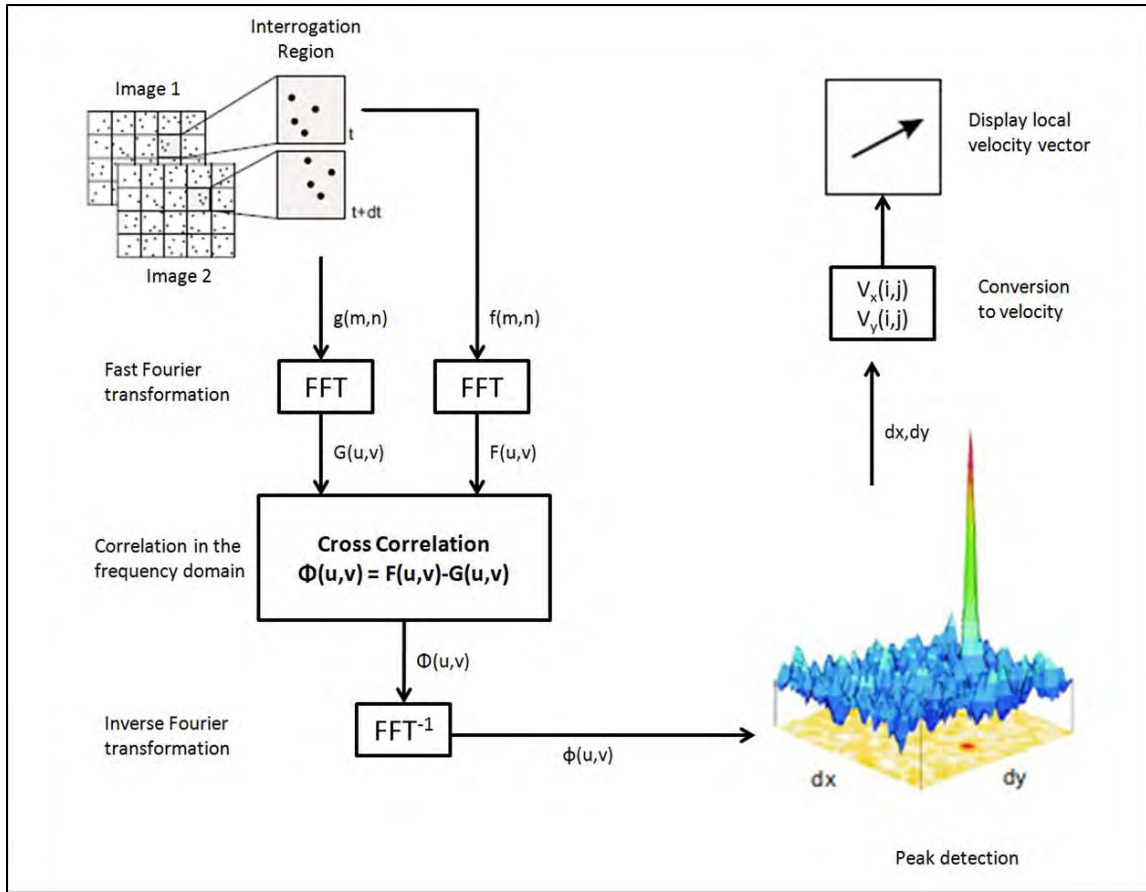 Interrogation
Region
Image 1
t
t+dt
Image 2
g(m,n)
f(m,n)
Fast Fourier
transformation
FFT
FFT
G(u,v)
F(u,v)
Correlation in the
frequency domain
Cross Correlation
Φ(u,v) = F(u,v)-G(u,v)
Φ(u,v)
Inverse Fourier
transformation
FFT⁻¹
ϕ(u,v)
dx
dy
Peak detection
dx,dy
Vₓ(i,j)
Vᵧ(i,j)
Conversion
to velocity
Display local
velocity vector